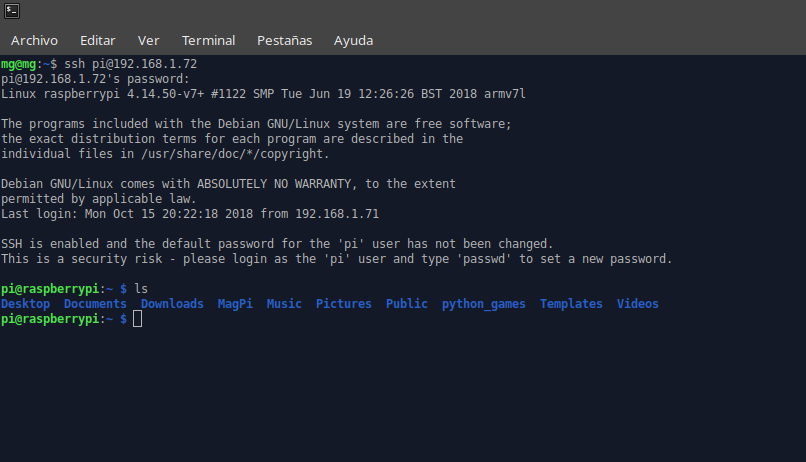 Archivo Editar Ver Terminal Pestañas Ayuda
mg@mg:~$ ssh pi@192.168.1.72
pi@192.168.1.72's password:
Linux raspberrypi 4.14.50-v7+ #1122 SMP Tue Jun 19 12:26:26 BST 2018 armv7l
The programs included with the Debian GNU/Linux system are free software;
the exact distribution terms for each program are described in the
individual files in /usr/share/doc/*/copyright.
Debian GNU/Linux comes with ABSOLUTELY NO WARRANTY, to the extent
permitted by applicable law.
Last login: Mon Oct 15 20:22:18 2018 from 192.168.1.71
SSH is enabled and the default password for the 'pi' user has not been changed.
This is a security risk - please login as the 'pi' user and type 'passwd' to set a new password.
pi@raspberrypi:~ $ ls
Desktop Documents Downloads MagPi Music Pictures Public python_games Templates Videos
pi@raspberrypi:~ $